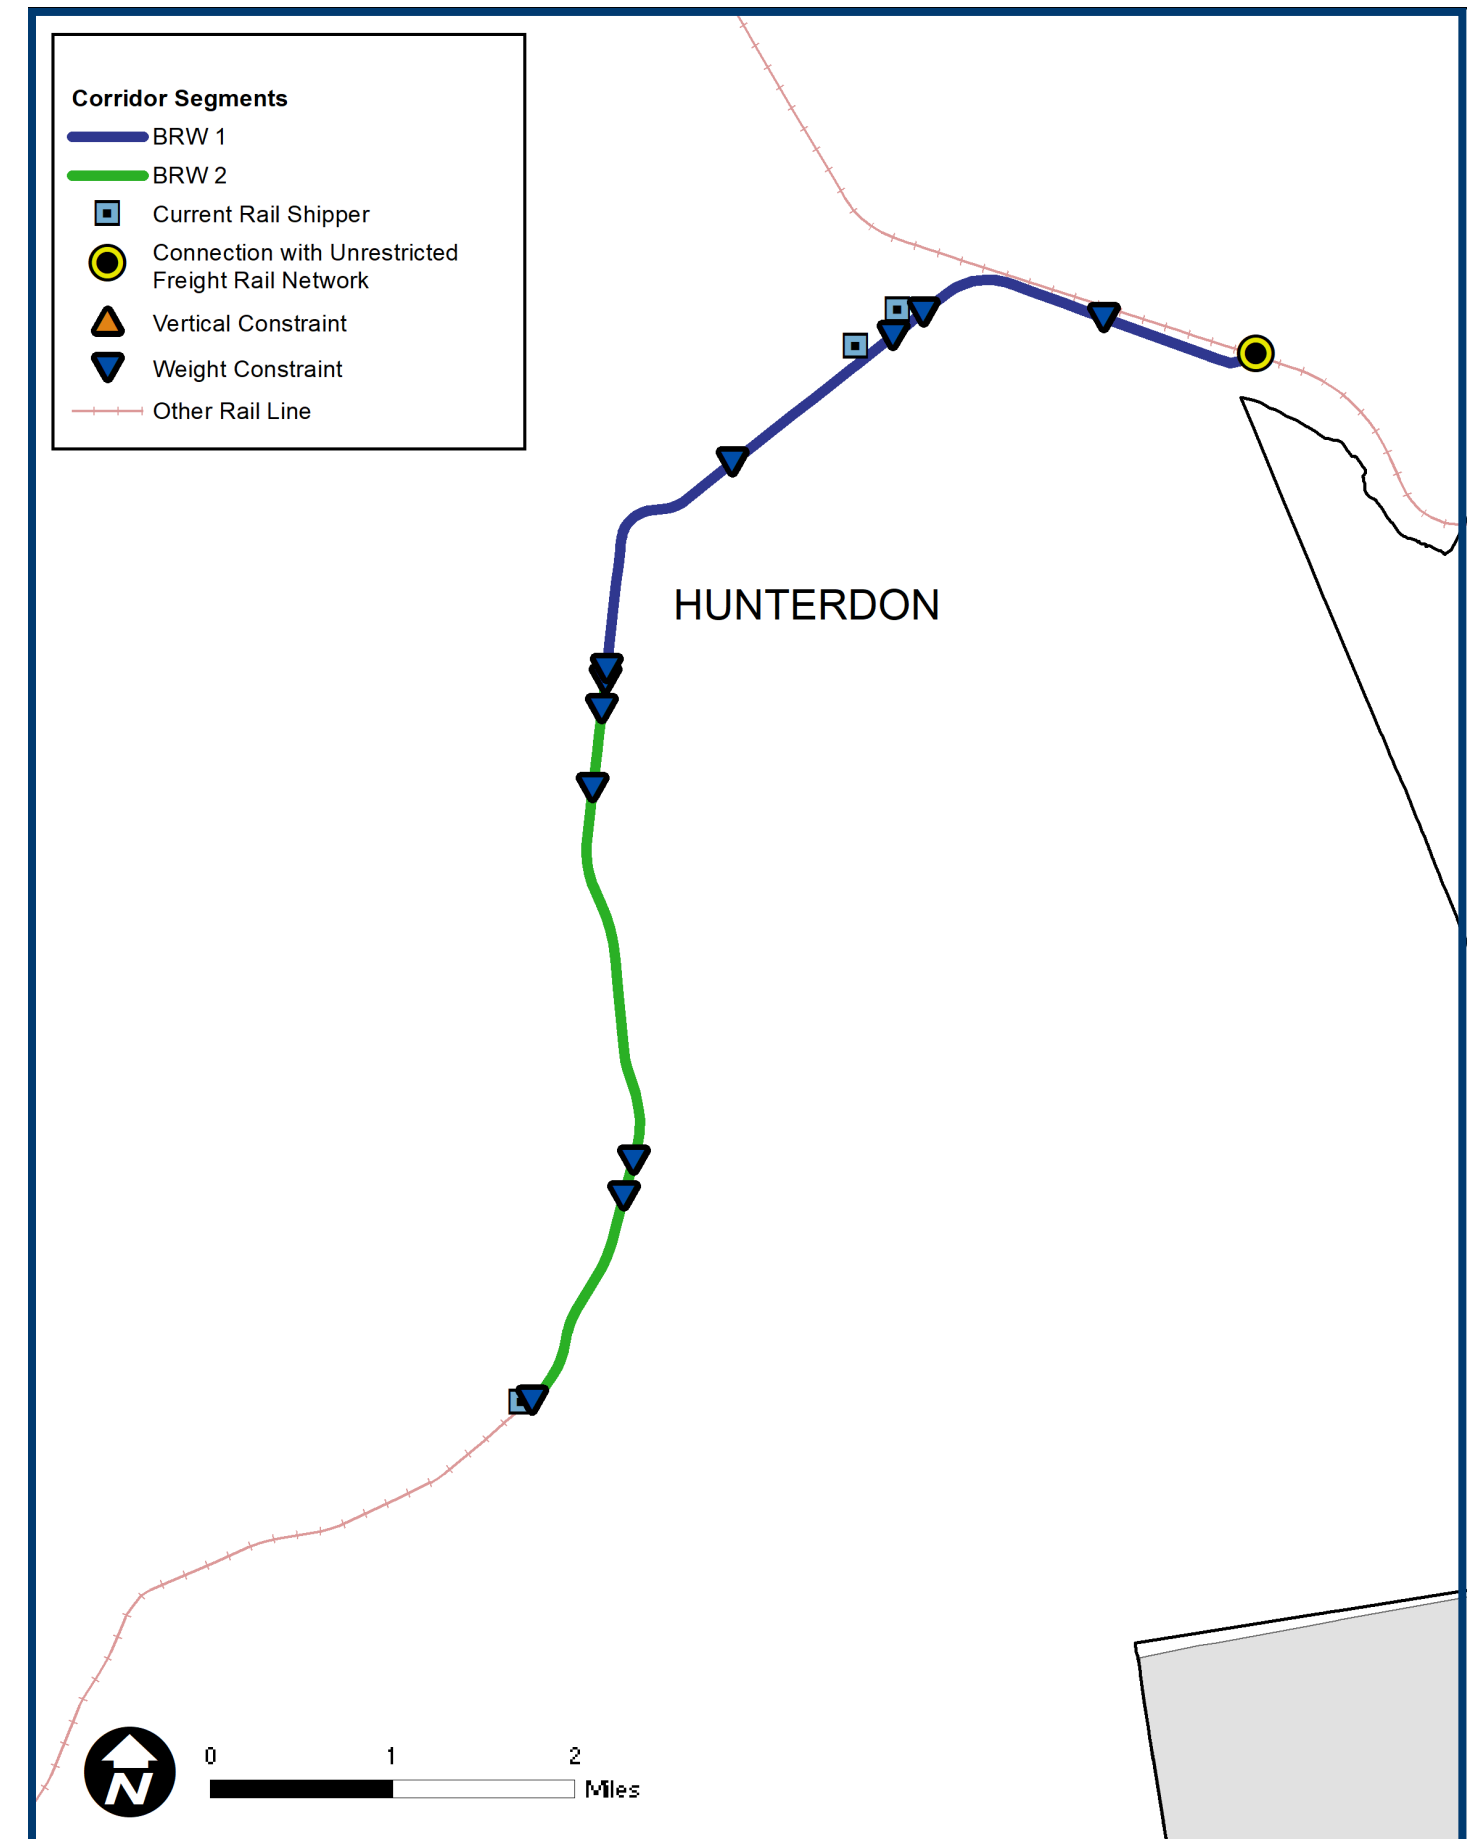 Corridor Segments
BRW 1
BRW 2
Current Rail Shipper
Connection with Unrestricted
Freight Rail Network
Vertical Constraint
Weight Constraint
Other Rail Line
HUNTERDON
N
0 1 2
Miles